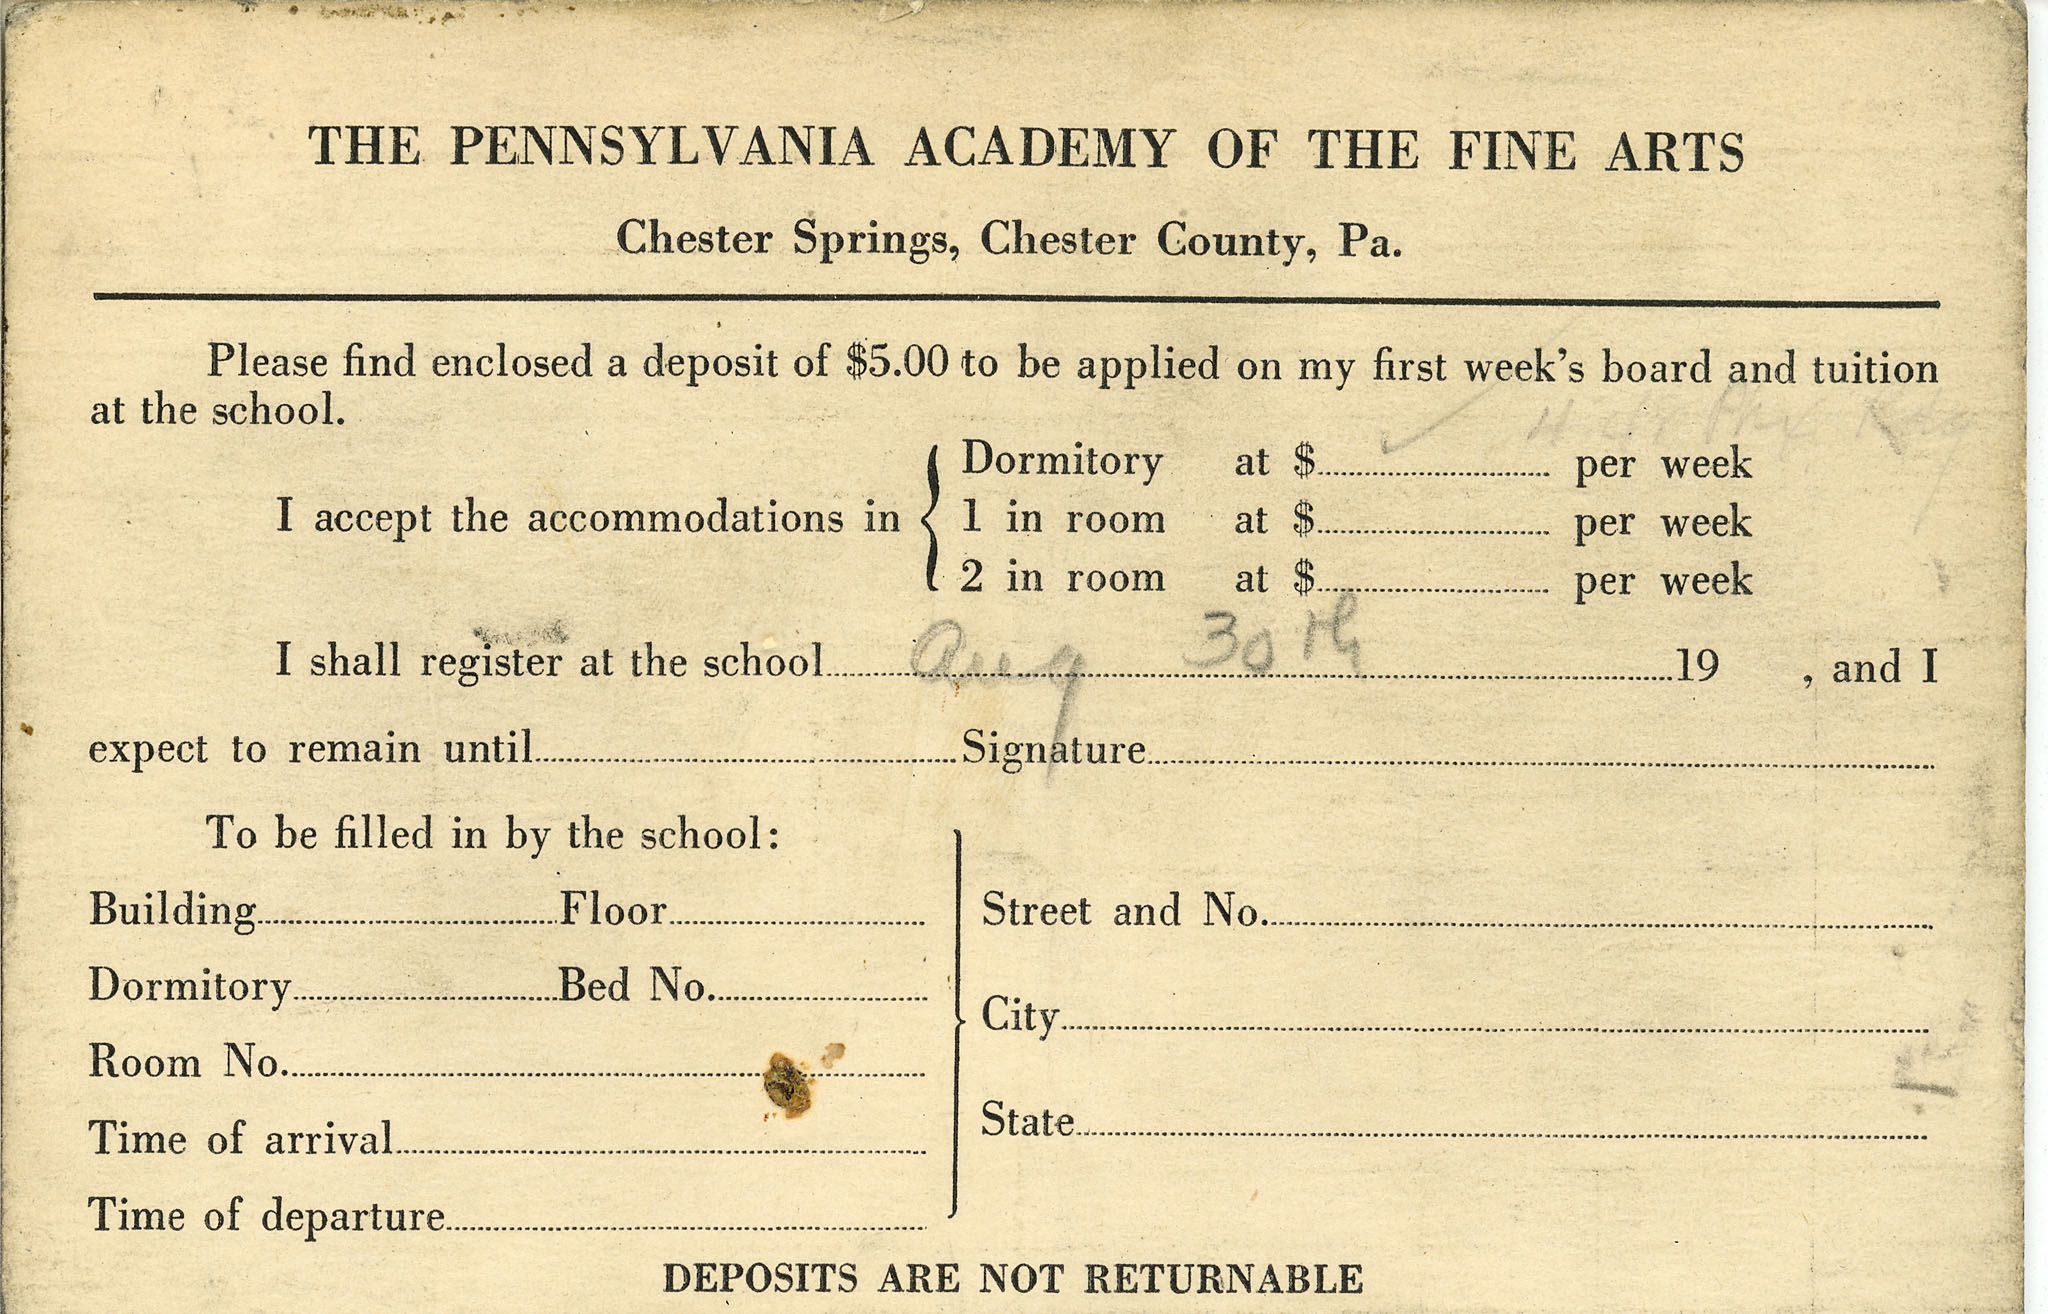 THE PENNSYLVANIA ACADEMY OF THE FINE ARTS
Chester Springs, Chester County, Pa.
Please find enclosed a deposit of $5.00 to be applied on my first week's board and tuition
at the school.
Dormitory at $ per week
I accept the accommodations in { 1 in room at $ per week
2 in room at $ per week
I shall register at the school Aug 30th 19 , and I
expect to remain until Signature
To be filled in by the school:
Building Floor
Dormitory Bed No.
Room No.
Time of arrival
Time of departure
Street and No.
City
State
DEPOSITS ARE NOT RETURNABLE